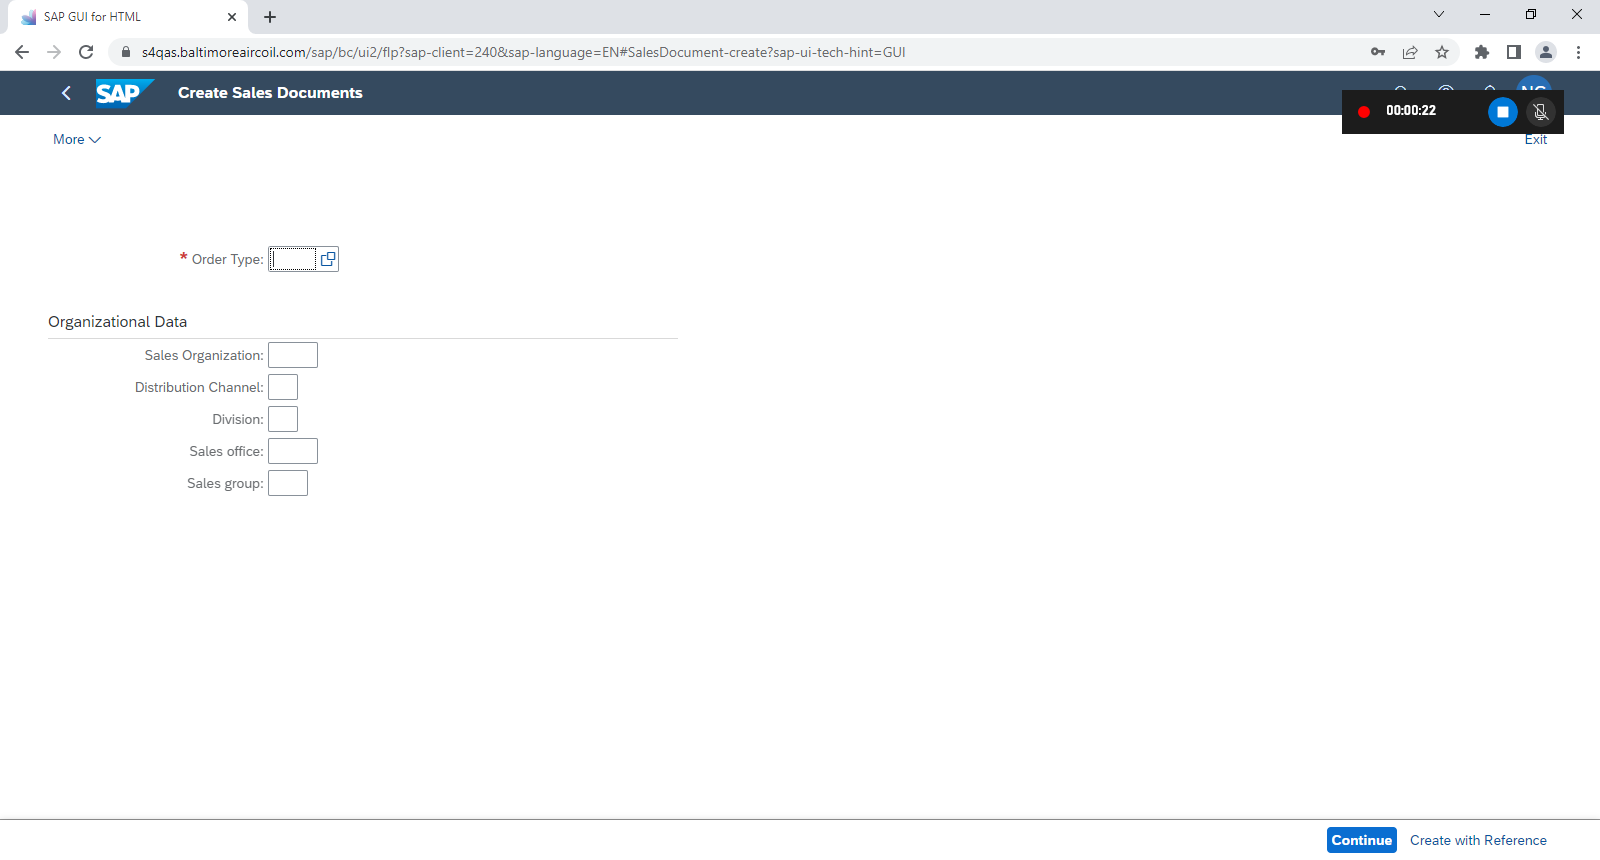 SAP GUI for HTML
s4qas.baltimoreaircoil.com/sap/bc/ui2/flp?sap-client=240&sap-language=EN#SalesDocument-create?sap-ui-tech-hint=GUI
SAP Create Sales Documents
00:00:22
More
Exit
* Order Type:
Organizational Data
Sales Organization:
Distribution Channel:
Division:
Sales office:
Sales group:
Continue Create with Reference